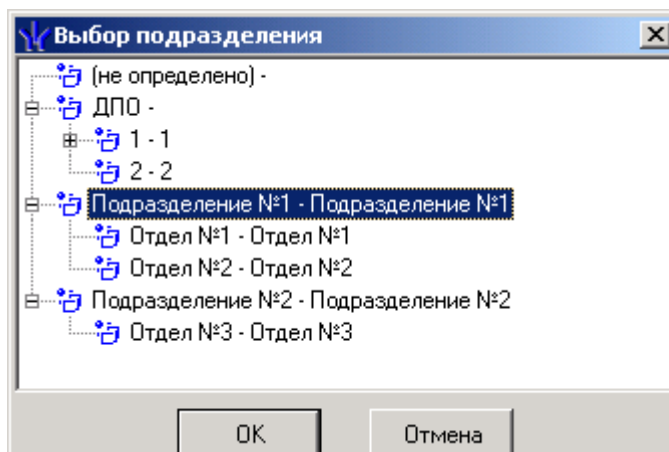 Выбор подразделения
(не определено) -
ДПО -
1 - 1
2 - 2
Подразделение №1 - Подразделение №1
Отдел №1 - Отдел №1
Отдел №2 - Отдел №2
Подразделение №2 - Подразделение №2
Отдел №3 - Отдел №3
ОК Отмена